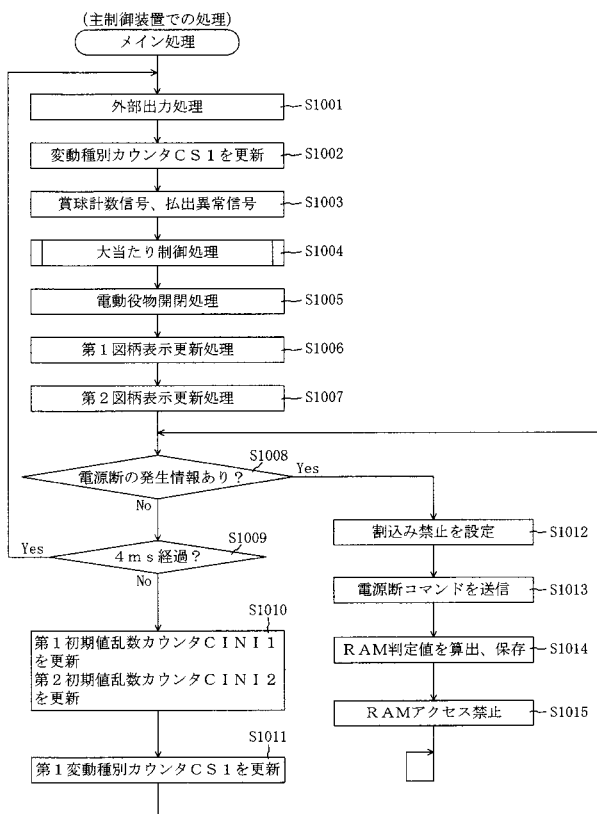 (主制御装置での処理)
メイン処理
外部出力処理
S1001
変動種別カウンタCS1を更新
S1002
賞球計数信号、払出異常信号
S1003
大当たり制御処理
S1004
電動役物開閉処理
S1005
第1図柄表示更新処理
S1006
第2図柄表示更新処理
S1007
S1008
電源断の発生情報あり?
Yes
No
S1009
4ms経過?
Yes
No
S1010
第1初期値乱数カウンタCINI1
を更新
第2初期値乱数カウンタCINI2
を更新
S1011
第1変動種別カウンタCS1を更新
割込み禁止を設定
S1012
電源断コマンドを送信
S1013
RAM判定値を算出、保存
S1014
RAMアクセス禁止
S1015